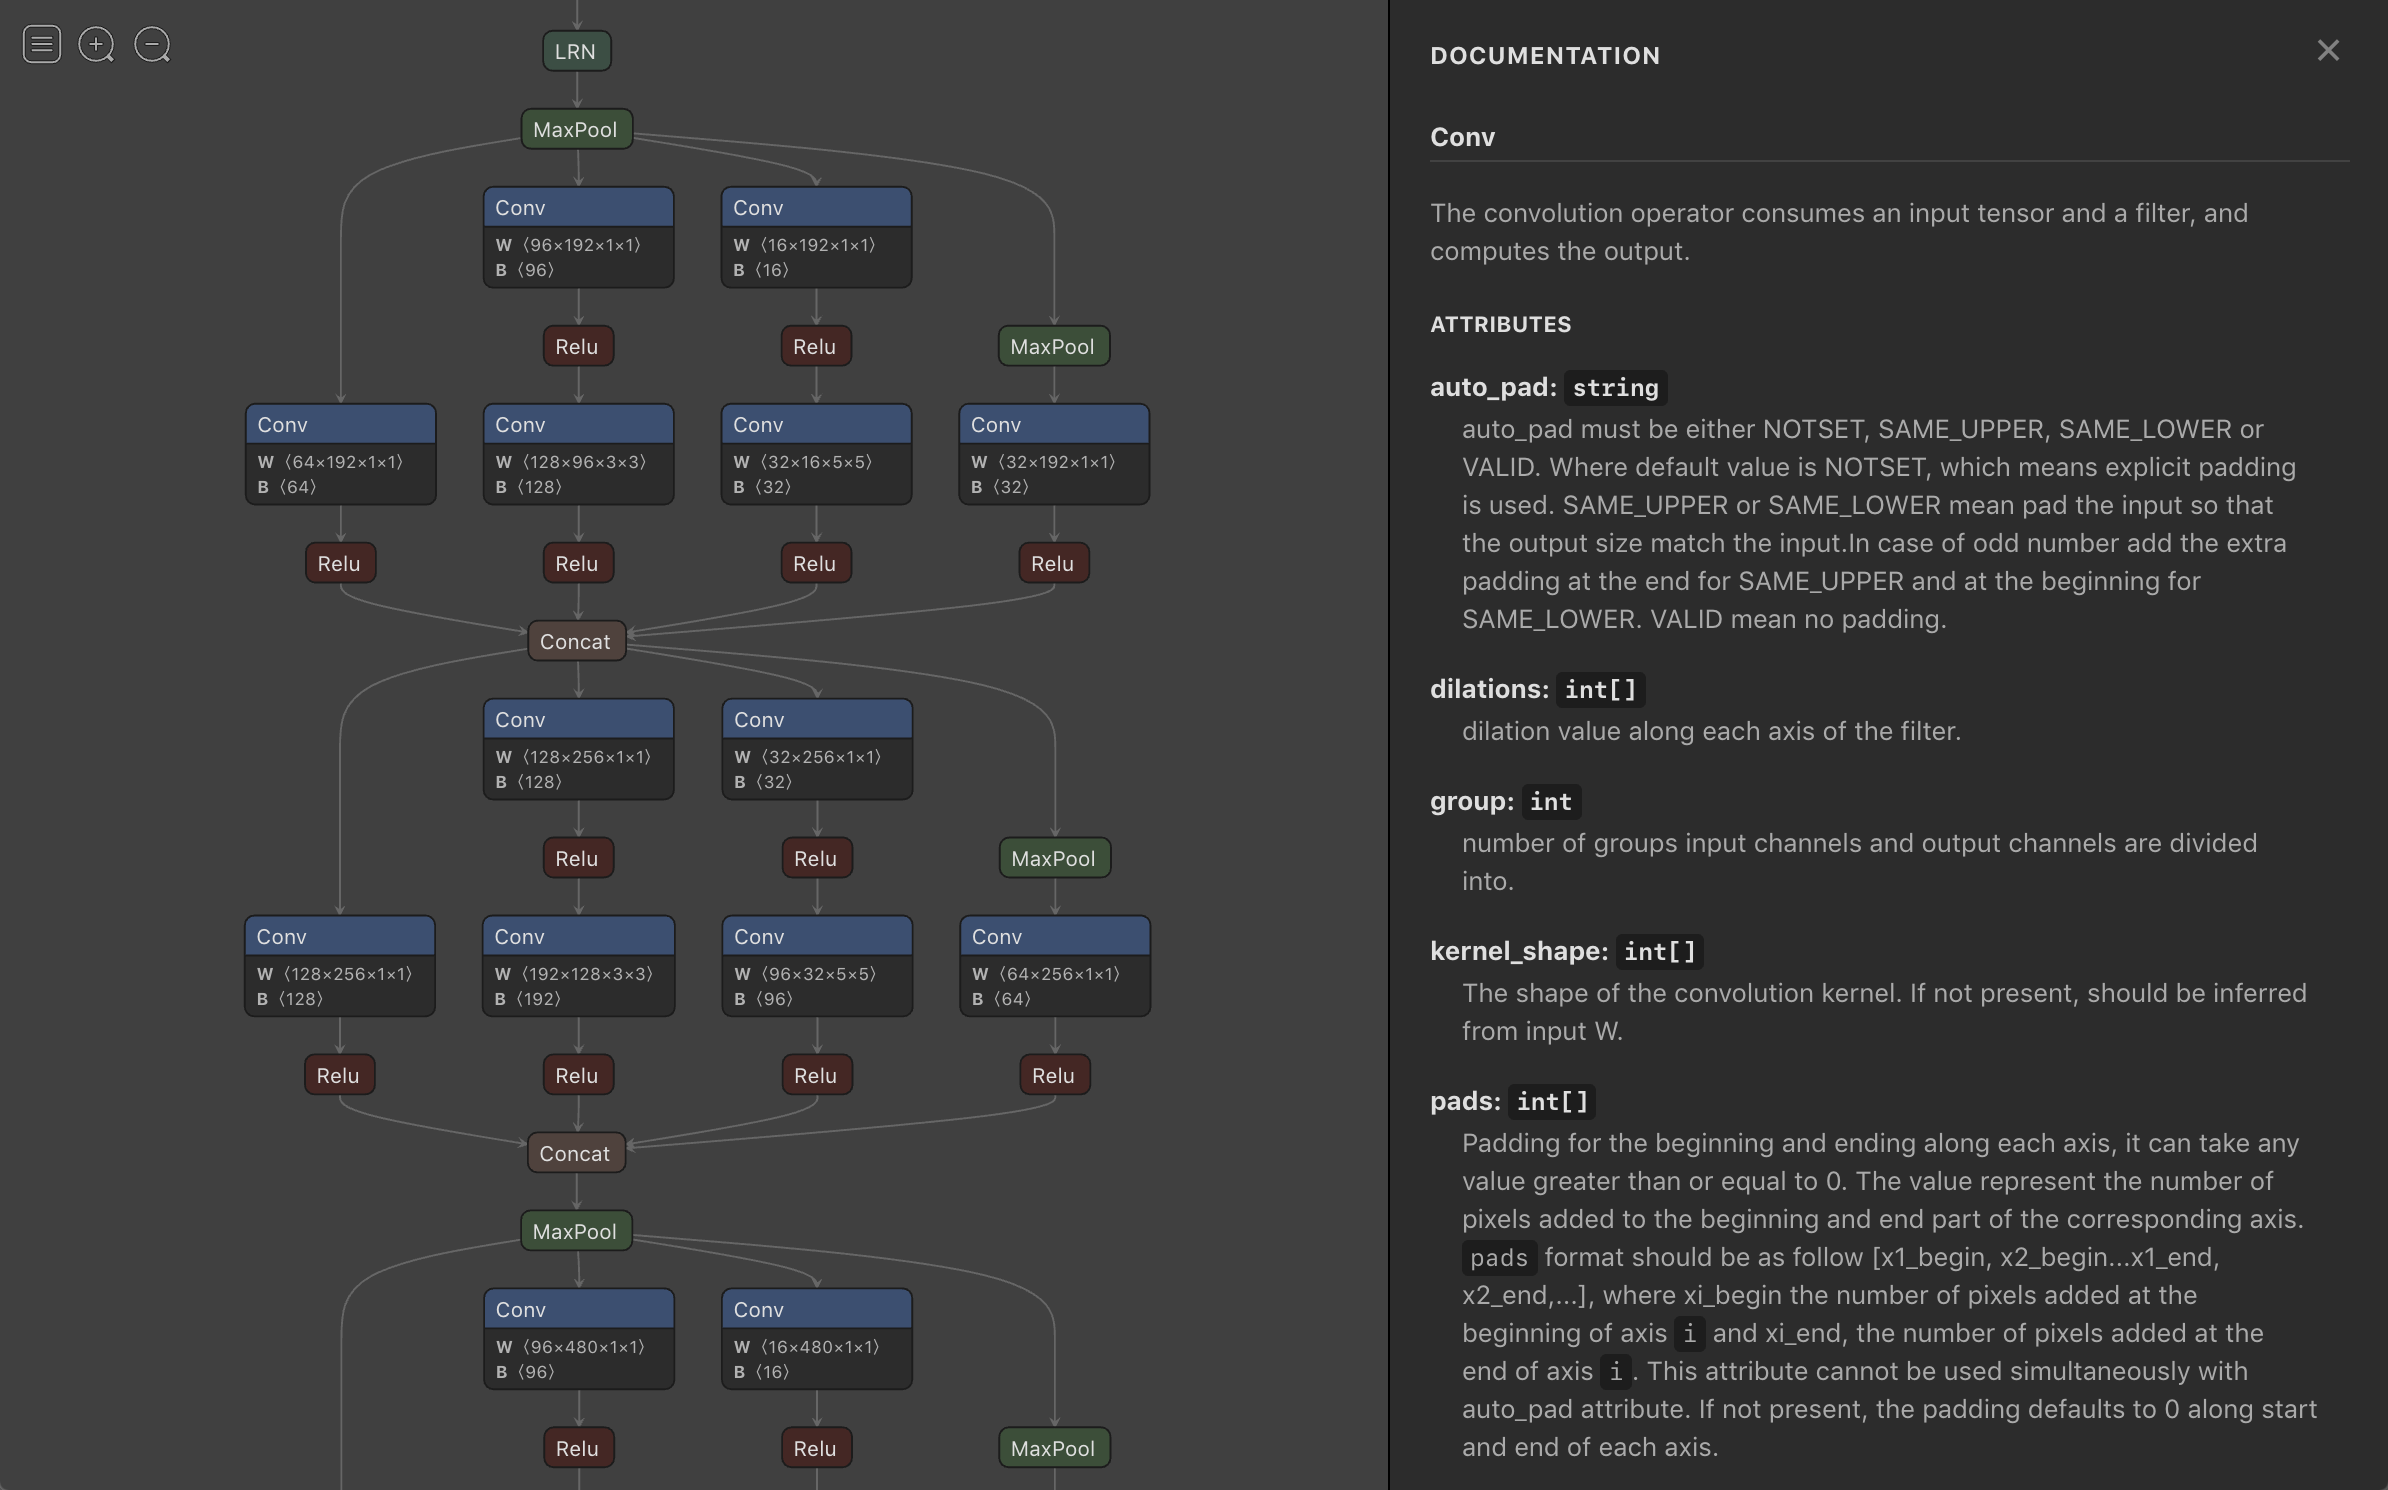 LRN
MaxPool
Conv
W ⟨96×192×1×1⟩
B ⟨96⟩
Conv
W ⟨16×192×1×1⟩
B ⟨16⟩
Relu
Relu
MaxPool
Conv
W ⟨64×192×1×1⟩
B ⟨64⟩
Conv
W ⟨128×96×3×3⟩
B ⟨128⟩
Conv
W ⟨32×16×5×5⟩
B ⟨32⟩
Conv
W ⟨32×192×1×1⟩
B ⟨32⟩
Relu
Relu
Relu
Relu
Concat
Conv
W ⟨128×256×1×1⟩
B ⟨128⟩
Conv
W ⟨32×256×1×1⟩
B ⟨32⟩
Relu
Relu
MaxPool
Conv
W ⟨128×256×1×1⟩
B ⟨128⟩
Conv
W ⟨192×128×3×3⟩
B ⟨192⟩
Conv
W ⟨96×32×5×5⟩
B ⟨96⟩
Conv
W ⟨64×256×1×1⟩
B ⟨64⟩
Relu
Relu
Relu
Relu
Concat
MaxPool
Conv
W ⟨96×480×1×1⟩
B ⟨96⟩
Conv
W ⟨16×480×1×1⟩
B ⟨16⟩
Relu
Relu
MaxPool
DOCUMENTATION
Conv
The convolution operator consumes an input tensor and a filter, and
computes the output.
ATTRIBUTES
auto_pad: string
auto_pad must be either NOTSET, SAME_UPPER, SAME_LOWER or
VALID. Where default value is NOTSET, which means explicit padding
is used. SAME_UPPER or SAME_LOWER mean pad the input so that
the output size match the input.In case of odd number add the extra
padding at the end for SAME_UPPER and at the beginning for
SAME_LOWER. VALID mean no padding.
dilations: int[]
dilation value along each axis of the filter.
group: int
number of groups input channels and output channels are divided
into.
kernel_shape: int[]
The shape of the convolution kernel. If not present, should be inferred
from input W.
pads: int[]
Padding for the beginning and ending along each axis, it can take any
value greater than or equal to 0. The value represent the number of
pixels added to the beginning and end part of the corresponding axis.
pads format should be as follow [x1_begin, x2_begin...x1_end,
x2_end,...], where xi_begin the number of pixels added at the
beginning of axis i and xi_end, the number of pixels added at the
end of axis i. This attribute cannot be used simultaneously with
auto_pad attribute. If not present, the padding defaults to 0 along start
and end of each axis.